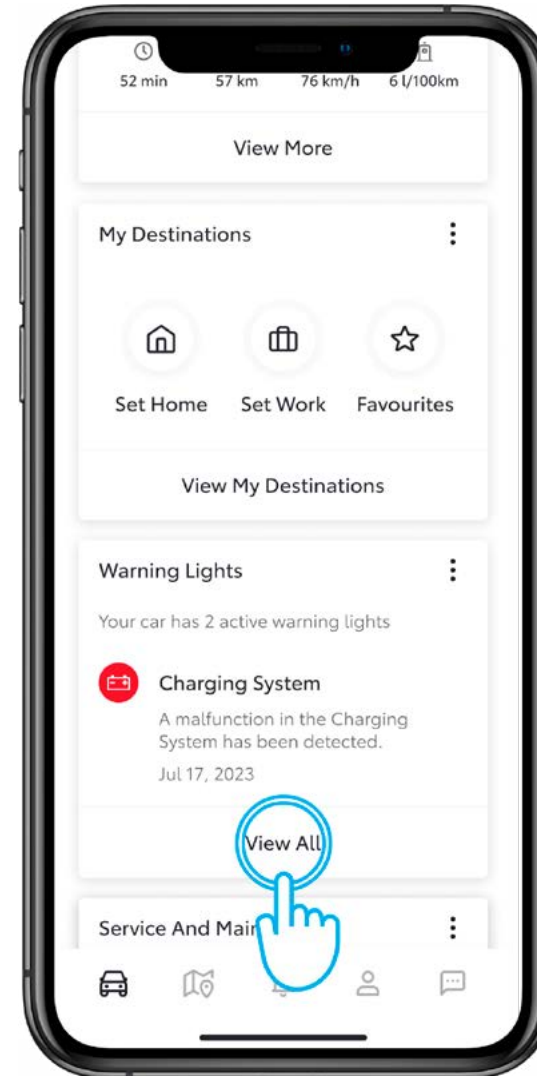 52 min 57 km 76 km/h 6 l/100km
View More
My Destinations
Set Home Set Work Favourites
View My Destinations
Warning Lights
Your car has 2 active warning lights
Charging System
A malfunction in the Charging
System has been detected.
Jul 17, 2023
View All
Service And